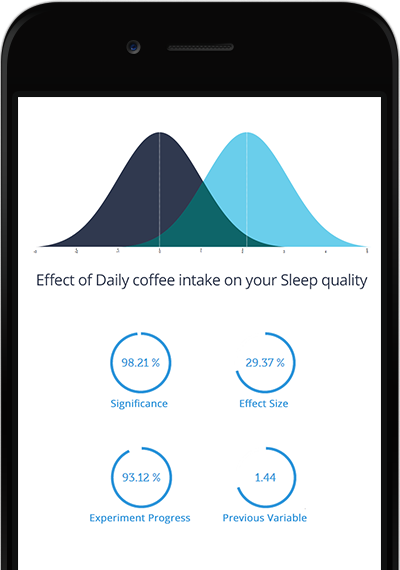 Effect of Daily coffee intake on your Sleep quality
98.21 %
29.37 %
Significance
Effect Size
93.12 %
1.44
Experiment Progress
Previous Variable